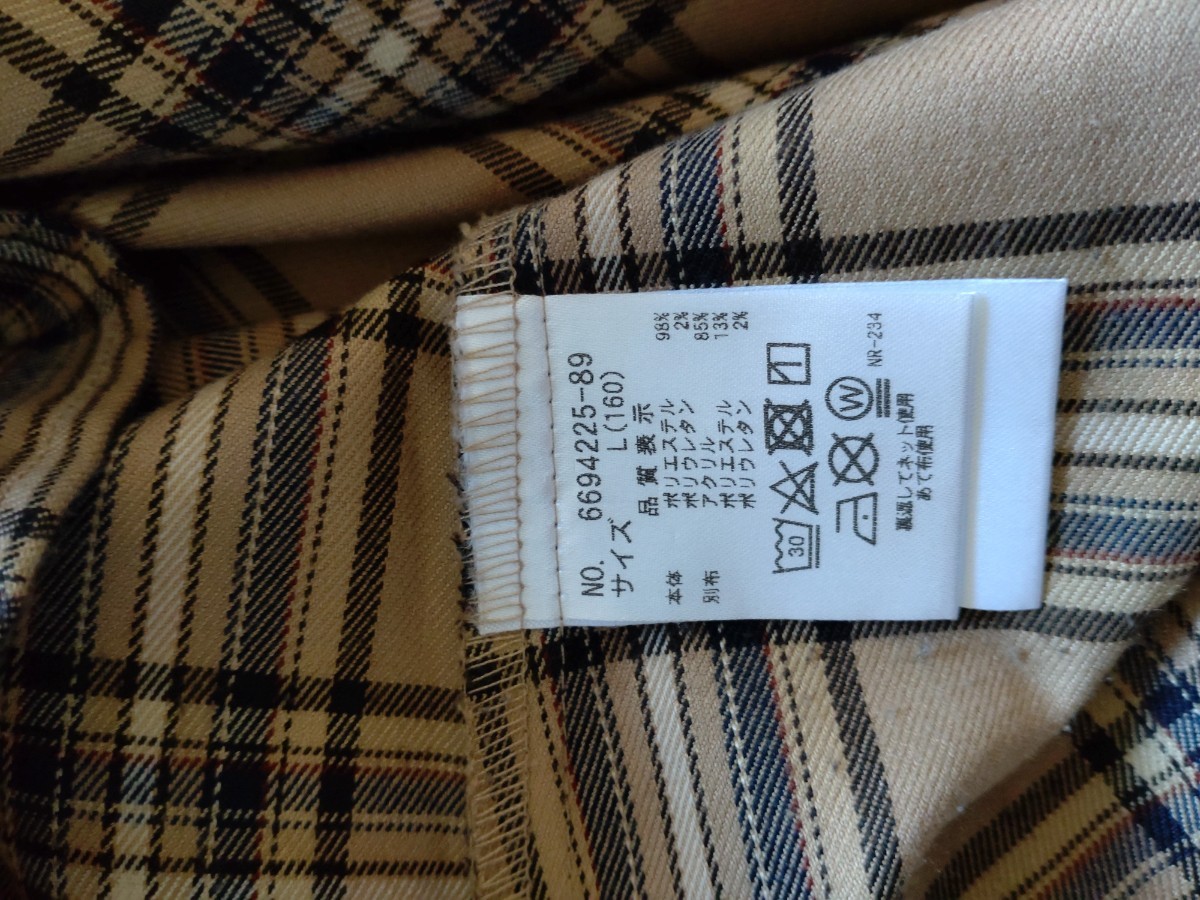 NO. 6694225-89
サイズ L(160)
品質表示
本体 ポリエステル 98%
ポリウレタン 2%
別布 アクリル 85%
ポリエステル 13%
ポリウレタン 2%
30
W
裏返してネット使用
あて布使用
NR-234